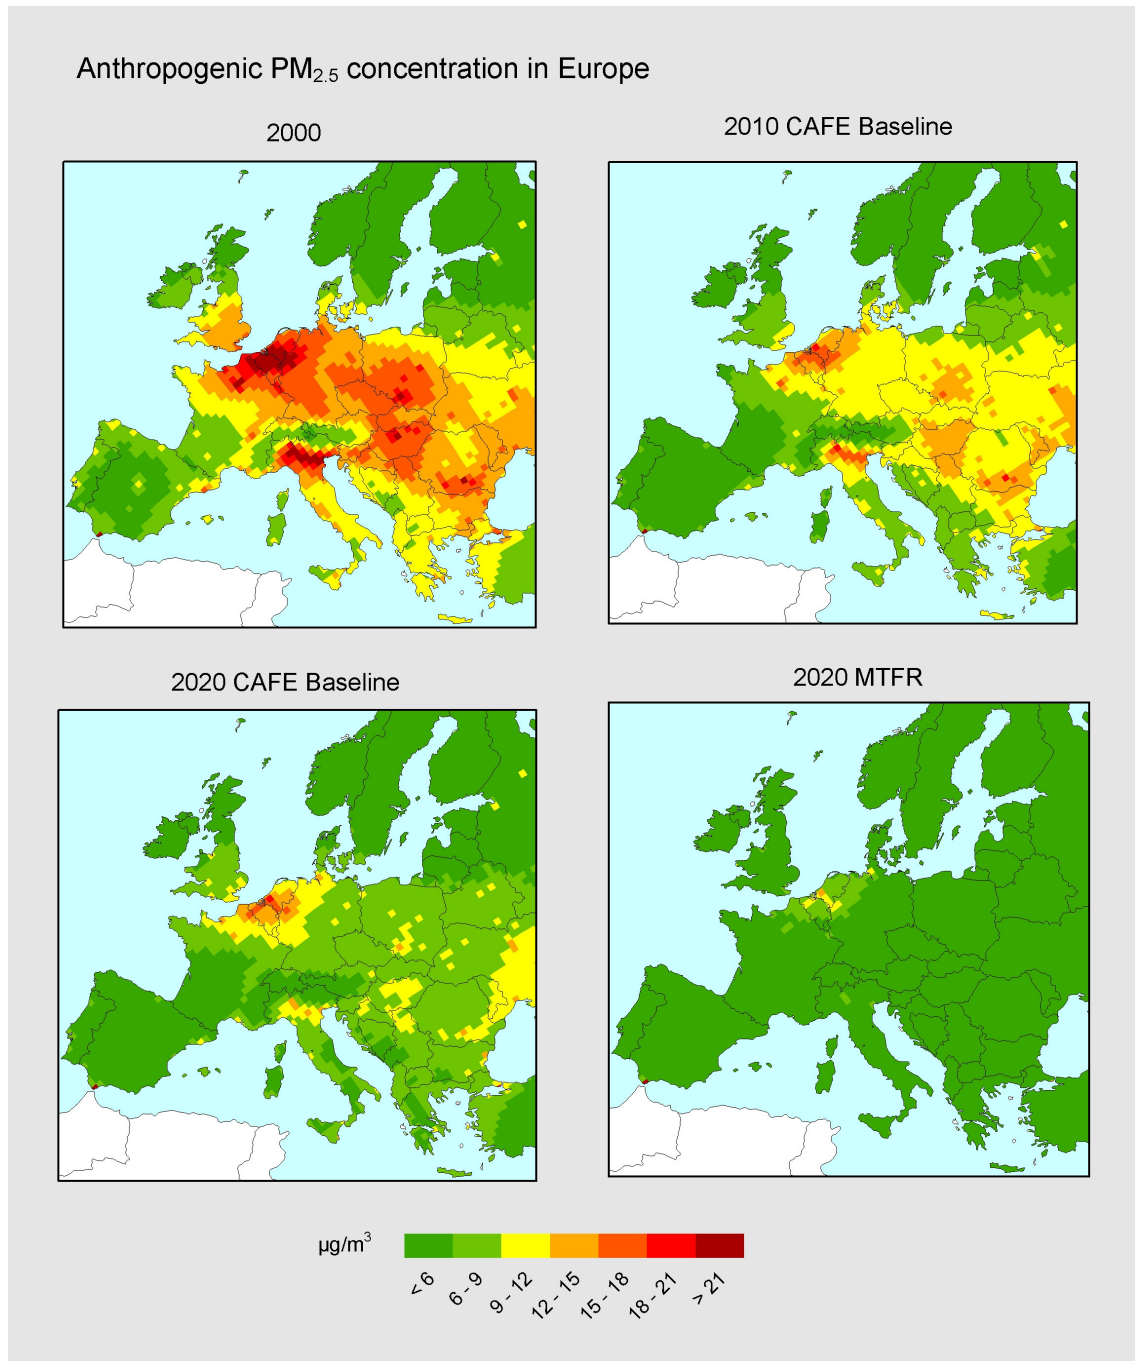 Anthropogenic PM2.5 concentration in Europe
2000
2010 CAFE Baseline
2020 CAFE Baseline
2020 MTFR
µg/m³
< 6
6 - 9
9 - 12
12 - 15
15 - 18
18 - 21
> 21